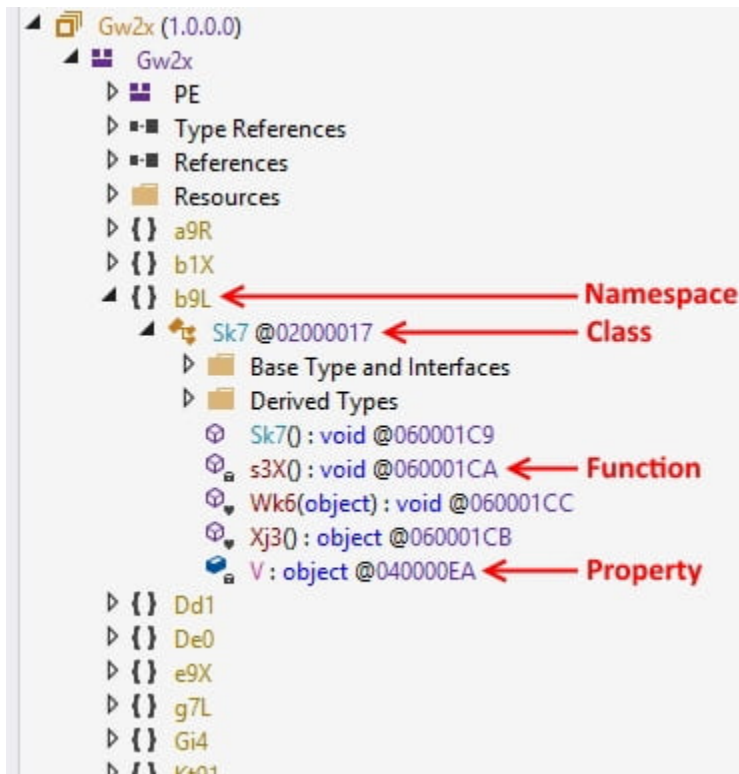 Gw2x (1.0.0.0)
Gw2x
PE
Type References
References
Resources
{} a9R
{} b1X
{} b9L Namespace
Sk7 @02000017 Class
Base Type and Interfaces
Derived Types
Sk7() : void @060001C9
s3X() : void @060001CA Function
Wk6(object) : void @060001CC
Xj3() : object @060001CB
V : object @040000EA Property
{} Dd1
{} De0
{} e9X
{} g7L
{} Gi4